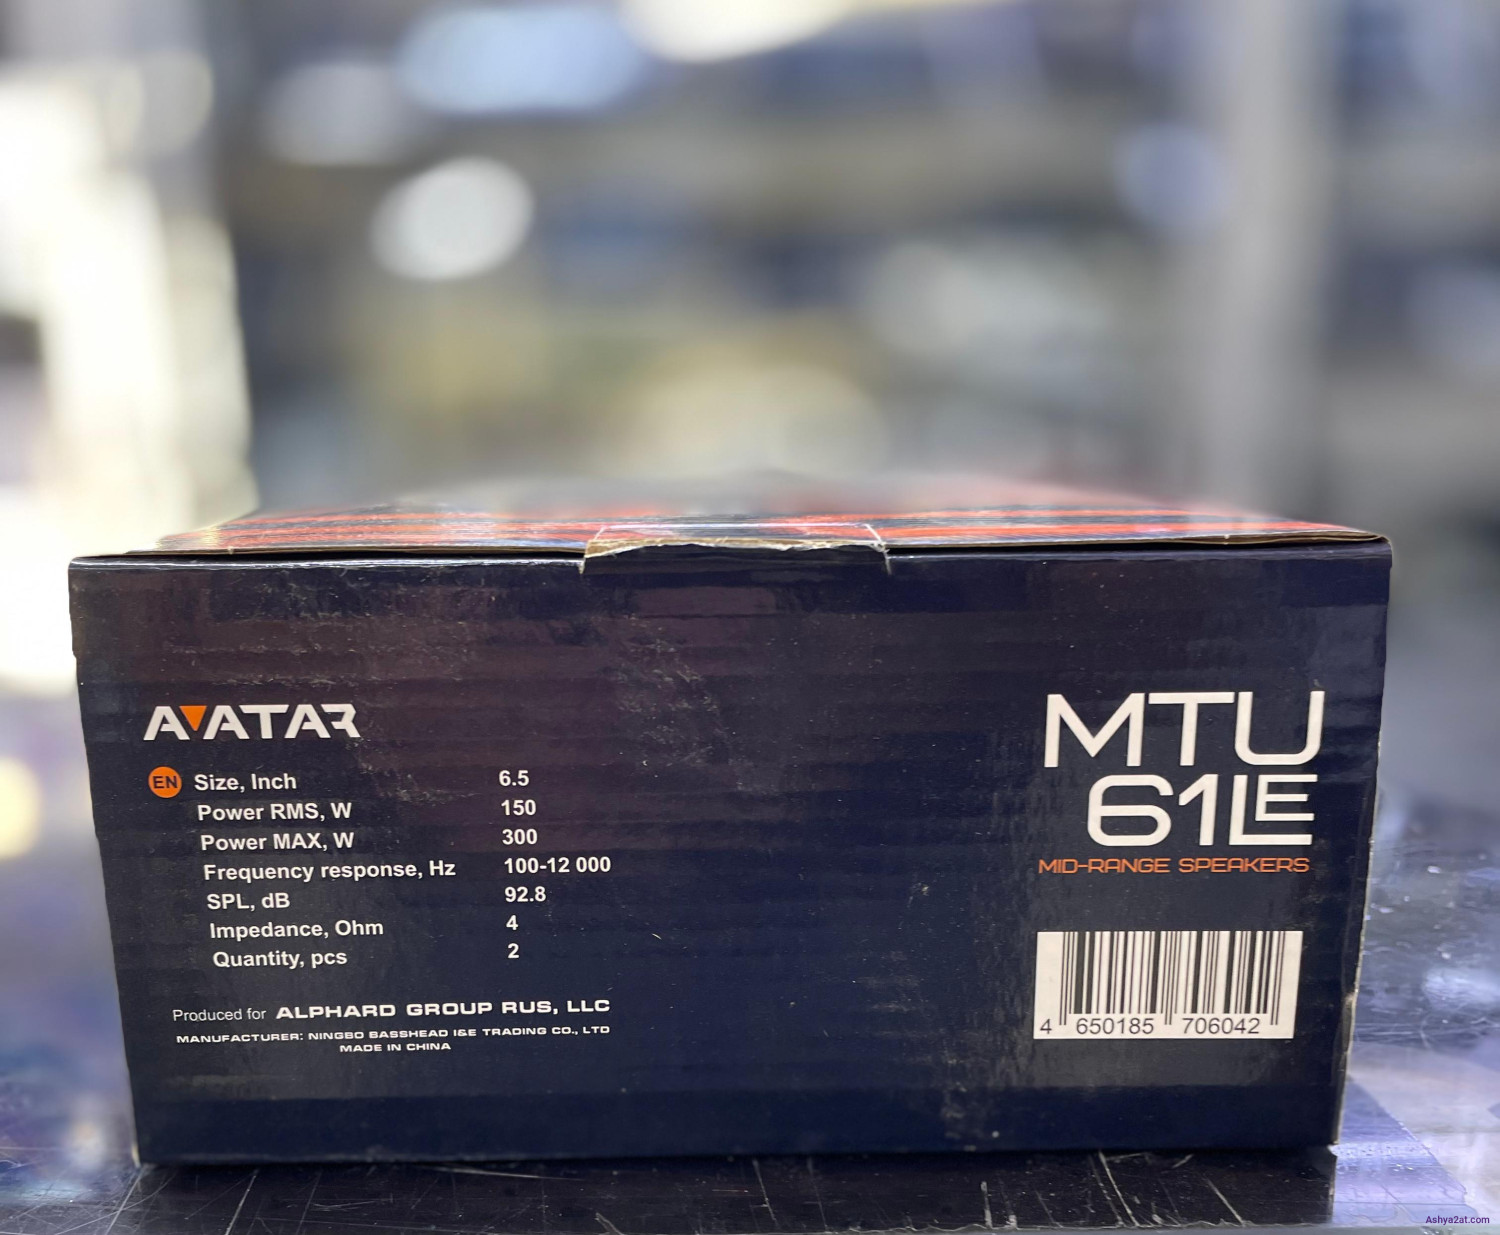 AVATAR
EN Size, Inch 6.5
Power RMS, W 150
Power MAX, W 300
Frequency response, Hz 100-12 000
SPL, dB 92.8
Impedance, Ohm 4
Quantity, pcs 2
Produced for ALPHARD GROUP RUS, LLC
MANUFACTURER: NINGBO BASSHEAD I&E TRADING CO., LTD
MADE IN CHINA
MTU
61LE
MID-RANGE SPEAKERS
4 650185 706042
Ashya2at.com